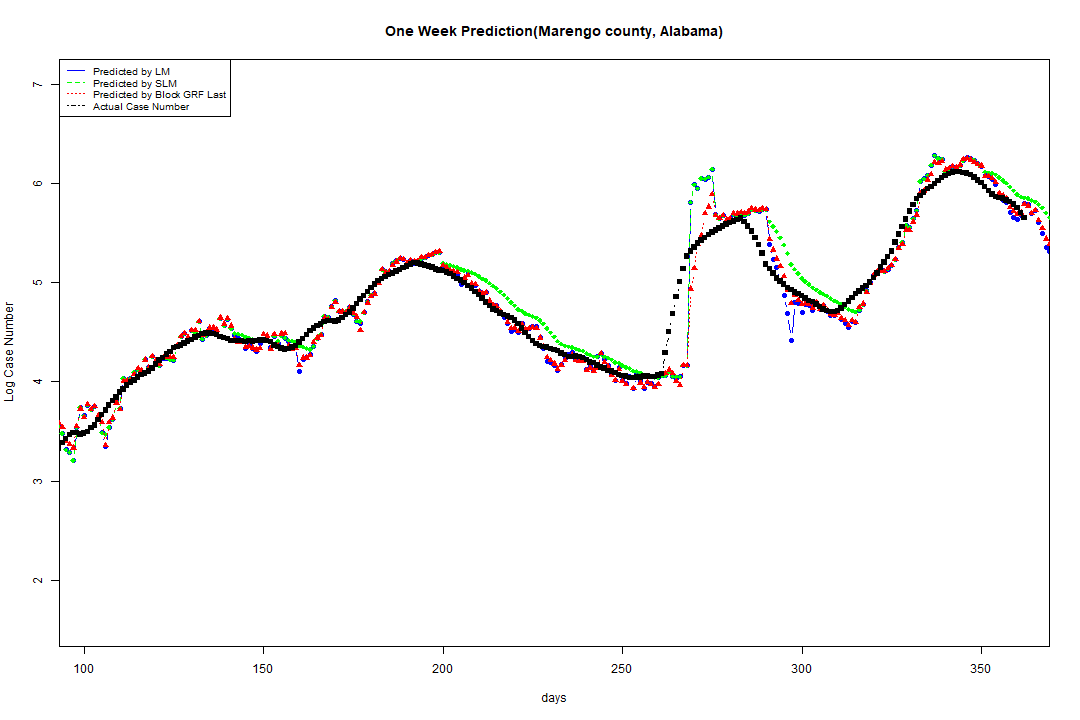 One Week Prediction(Marengo county, Alabama)
Predicted by LM
Predicted by SLM
Predicted by Block GRF Last
Actual Case Number
7
6
5
4
3
2
Log Case Number
100 150 200 250 300 350
days